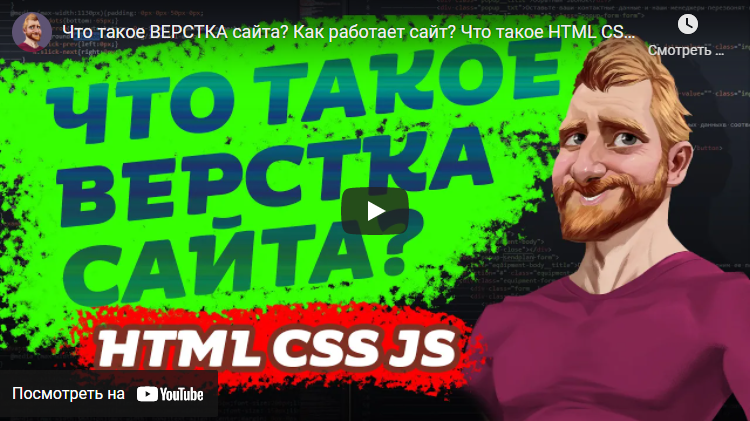 Что такое ВЕРСТКА сайта? Как работает сайт? Что такое HTML CS...
Смотреть ...
ЧТО ТАКОЕ
ВЕРСТКА
САЙТА?
HTML CSS JS
Посмотреть на YouTube